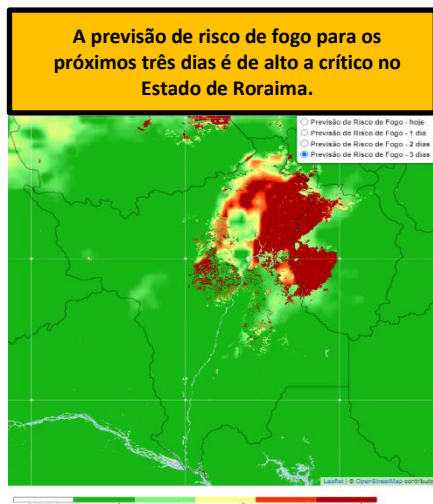 A previsão de risco de fogo para os
próximos três dias é de alto a crítico no
Estado de Roraima.
Previsão de Risco de Fogo - hoje
Previsão de Risco de Fogo - 1 dia
Previsão de Risco de Fogo - 2 dias
Previsão de Risco de Fogo - 3 dias
Leaflet | © OpenStreetMap contributo